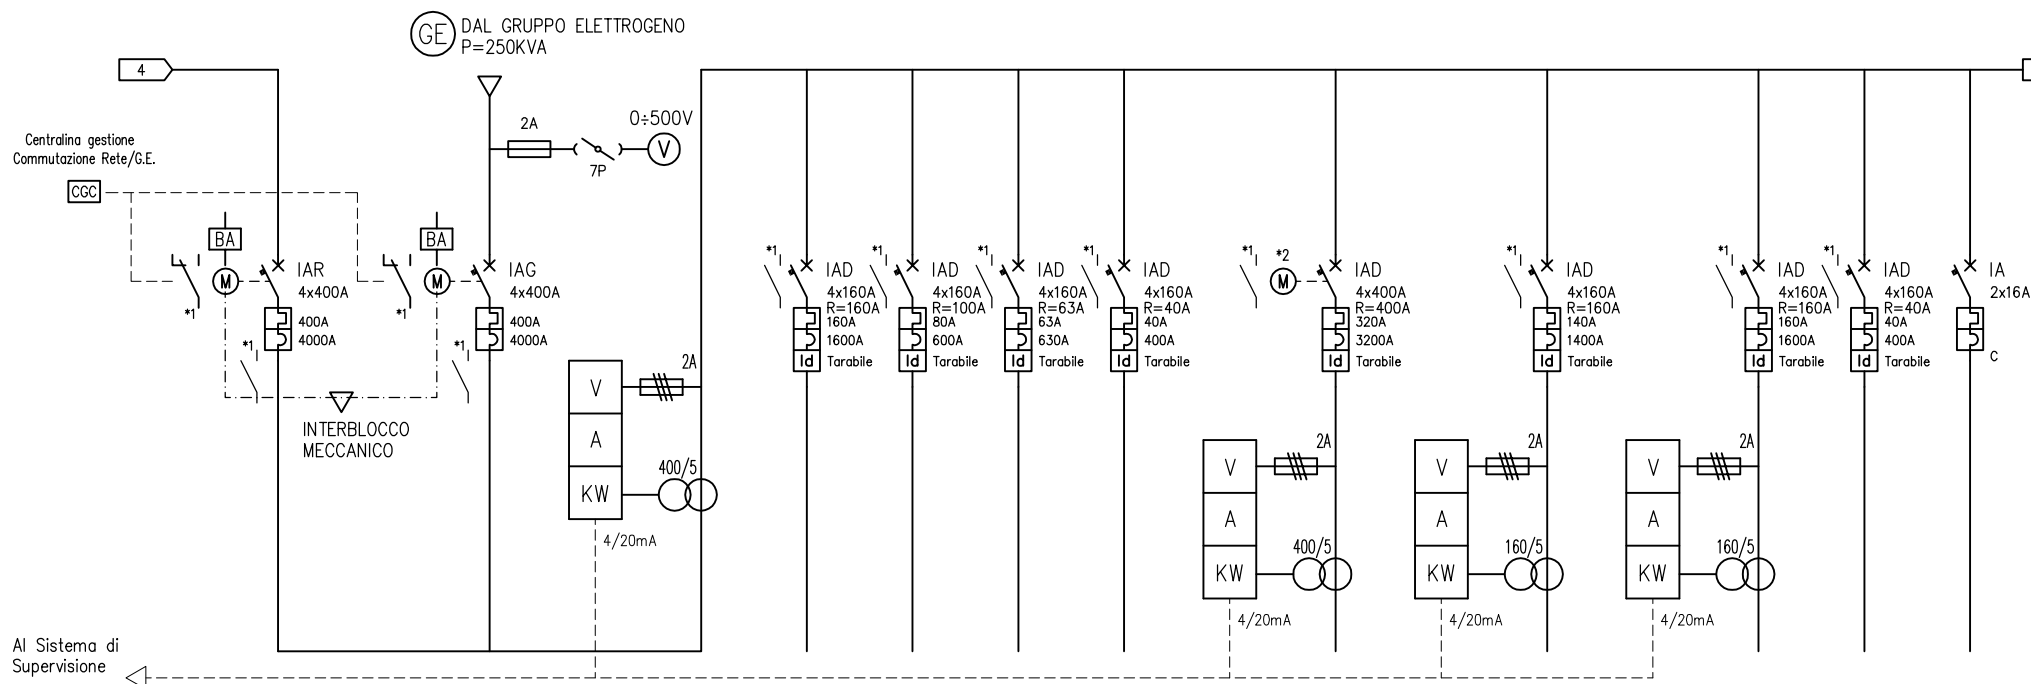 GE
DAL GRUPPO ELETTROGENO
P=250KVA
4
2A
0÷500V
V
7P
Centralina gestione
Commutazione Rete/G.E.
CGC
BA
M
*1
IAR
4x400A
400A
4000A
*1
BA
M
*1
IAG
4x400A
400A
4000A
*1
INTERBLOCCO
MECCANICO
V
A
KW
2A
400/5
4/20mA
*1
IAD
4x160A
R=160A
160A
1600A
Id Tarabile
*1
IAD
4x160A
R=100A
80A
600A
Id Tarabile
*1
IAD
4x160A
R=63A
63A
630A
Id Tarabile
*1
IAD
4x160A
R=40A
40A
400A
Id Tarabile
*1
*2
M
IAD
4x400A
R=400A
320A
3200A
Id Tarabile
V
A
KW
2A
400/5
4/20mA
*1
IAD
4x160A
R=160A
140A
1400A
Id Tarabile
V
A
KW
2A
160/5
4/20mA
*1
IAD
4x160A
R=160A
160A
1600A
Id Tarabile
V
A
KW
2A
160/5
4/20mA
*1
IAD
4x160A
R=40A
40A
400A
Id Tarabile
IA
2x16A
C
Al Sistema di
Supervisione